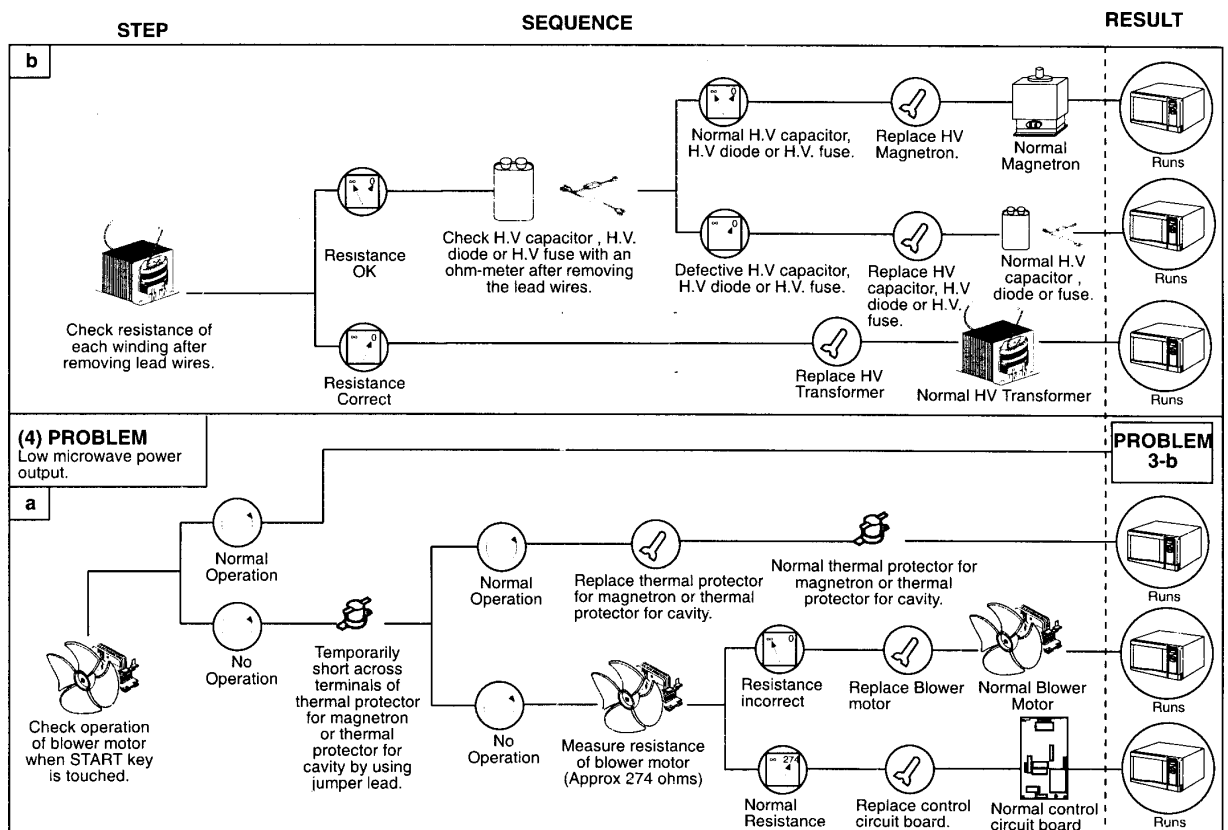 STEP
SEQUENCE
RESULT
b
Check resistance of
each winding after
removing lead wires.
∞ 0
Resistance
OK
Check H.V capacitor , H.V.
diode or H.V fuse with an
ohm-meter after removing
the lead wires.
∞ 0
Normal H.V capacitor,
H.V diode or H.V. fuse.
Replace HV
Magnetron.
Normal
Magnetron
Runs
∞ 0
Defective H.V capacitor,
H.V diode or H.V. fuse.
Replace HV
capacitor, H.V
diode or H.V.
fuse.
Normal H.V
capacitor ,
diode or fuse.
Runs
∞ 0
Resistance
Correct
Replace HV
Transformer
Normal HV Transformer
Runs
(4) PROBLEM
Low microwave power
output.
PROBLEM
3-b
a
Check operation
of blower motor
when START key
is touched.
Normal
Operation
No
Operation
Temporarily
short across
terminals of
thermal protector
for magnetron
or thermal
protector for
cavity by using
jumper lead.
Normal
Operation
Replace thermal protector
for magnetron or thermal
protector for cavity.
Normal thermal protector for
magnetron or thermal
protector for cavity.
Runs
No
Operation
Measure resistance
of blower motor
(Approx 274 ohms)
∞ 0
Resistance
incorrect
Replace Blower
motor
Normal Blower
Motor
Runs
∞ 274
Normal
Resistance
Replace control
circuit board.
Normal control
circuit board
Runs